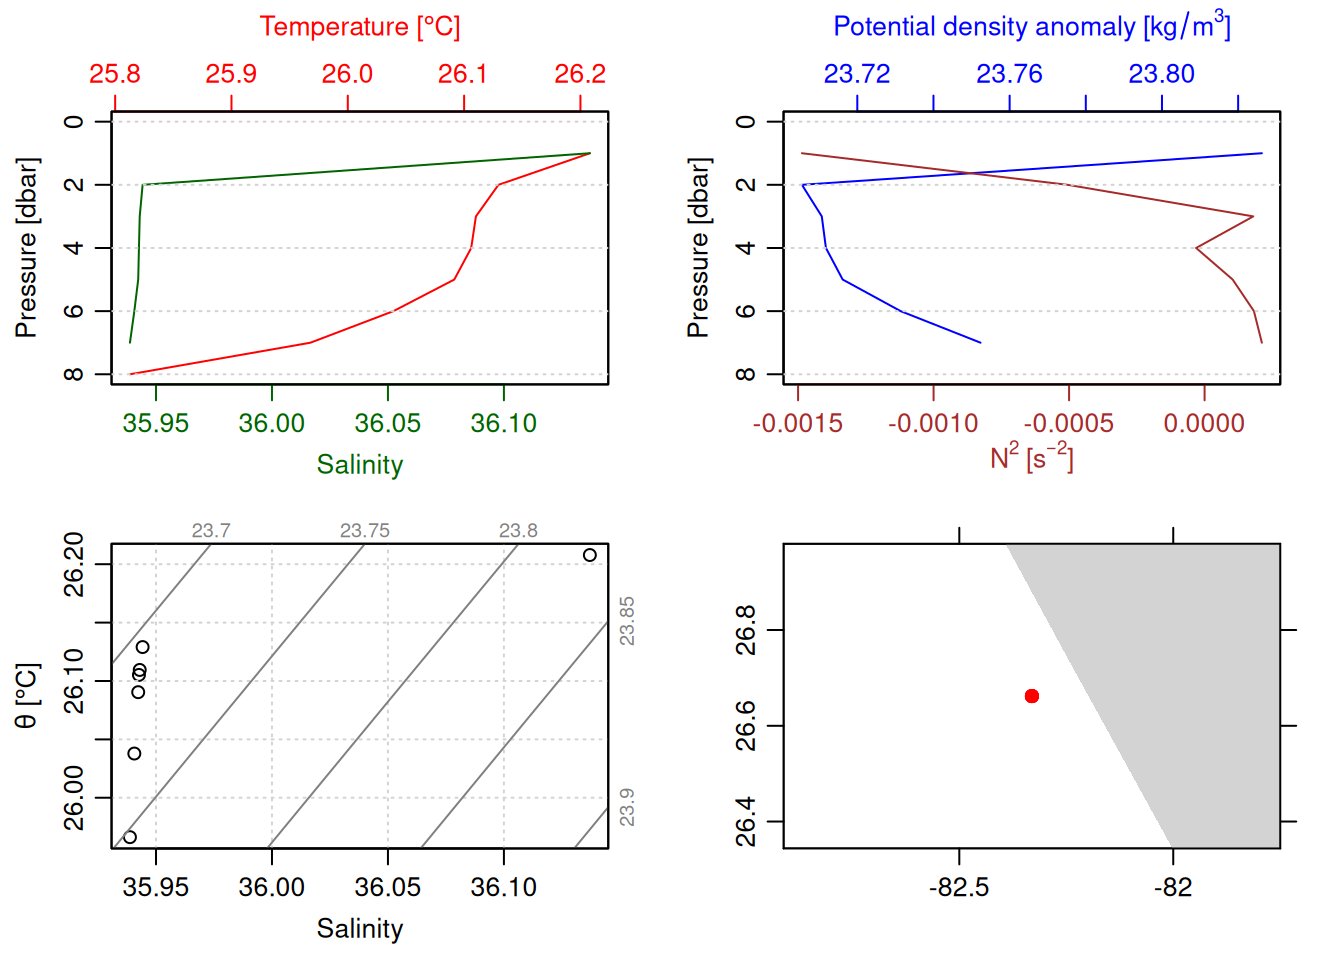 Temperature [°C]
25.8 25.9 26.0 26.1 26.2
0
2
4
6
8
Pressure [dbar]
35.95 36.00 36.05 36.10
Salinity
Potential density anomaly [kg/m³]
23.72 23.76 23.80
0
2
4
6
8
Pressure [dbar]
-0.0015 -0.0010 -0.0005 0.0000
N² [s⁻²]
23.7 23.75 23.8
23.85
23.9
26.20
26.10
26.00
θ [°C]
35.95 36.00 36.05 36.10
Salinity
26.8
26.6
26.4
-82.5 -82